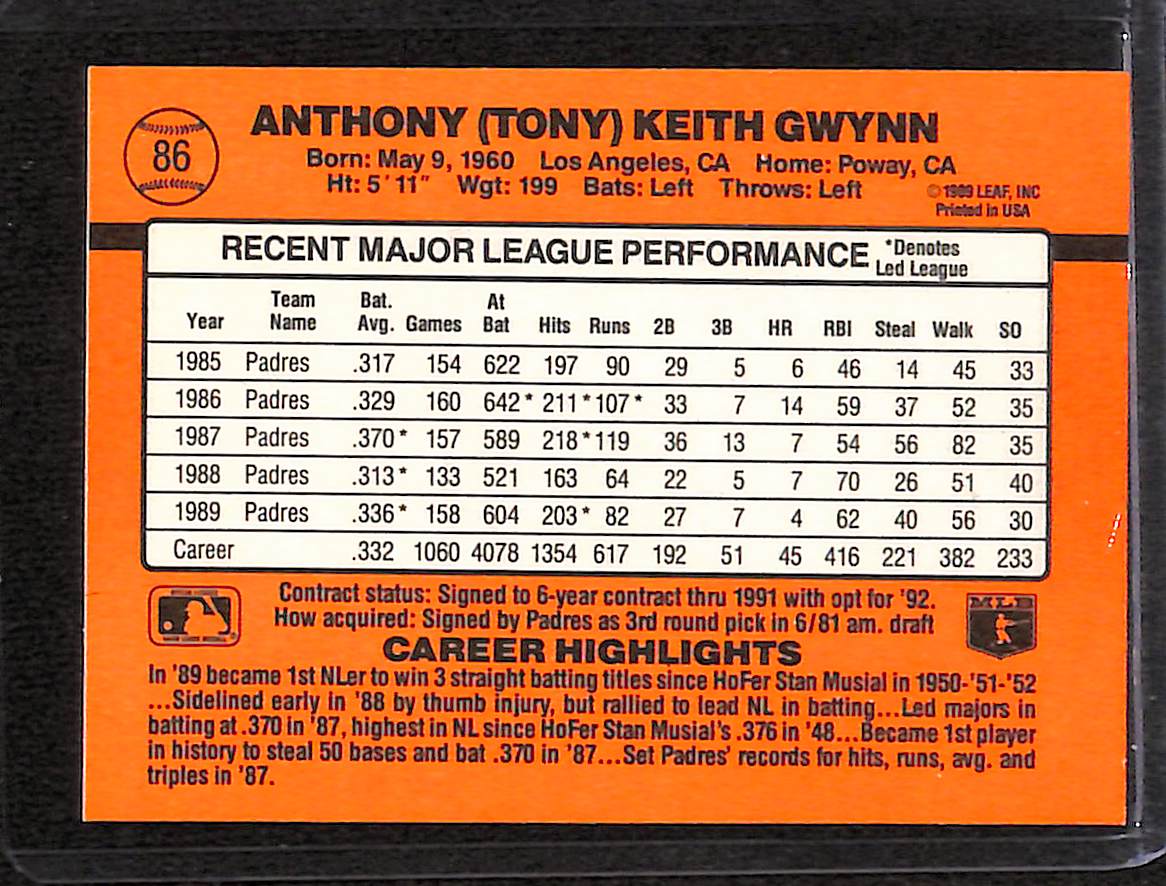 86
ANTHONY (TONY) KEITH GWYNN
Born: May 9, 1960 Los Angeles, CA Home: Poway, CA
Ht: 5'11" Wgt: 199 Bats: Left Throws: Left
©1989 LEAF, INC
Printed in USA
RECENT MAJOR LEAGUE PERFORMANCE *Denotes Led League
Year Team Name Bat. Avg. Games At Bat Hits Runs 2B 3B HR RBI Steal Walk SO
1985 Padres .317 154 622 197 90 29 5 6 46 14 45 33
1986 Padres .329 160 642* 211* 107* 33 7 14 59 37 52 35
1987 Padres .370* 157 589 218* 119 36 13 7 54 56 82 35
1988 Padres .313* 133 521 163 64 22 5 7 70 26 51 40
1989 Padres .336* 158 604 203* 82 27 7 4 62 40 56 30
Career .332 1060 4078 1354 617 192 51 45 416 221 382 233
Contract status: Signed to 6-year contract thru 1991 with opt for '92.
How acquired: Signed by Padres as 3rd round pick in 6/81 am. draft
MLB
CAREER HIGHLIGHTS
In '89 became 1st NLer to win 3 straight batting titles since HoFer Stan Musial in 1950-'51-'52
...Sidelined early in '88 by thumb injury, but rallied to lead NL in batting...Led majors in
batting at .370 in '87, highest in NL since HoFer Stan Musial's .376 in '48...Became 1st player
in history to steal 50 bases and bat .370 in '87...Set Padres' records for hits, runs, avg. and
triples in '87.